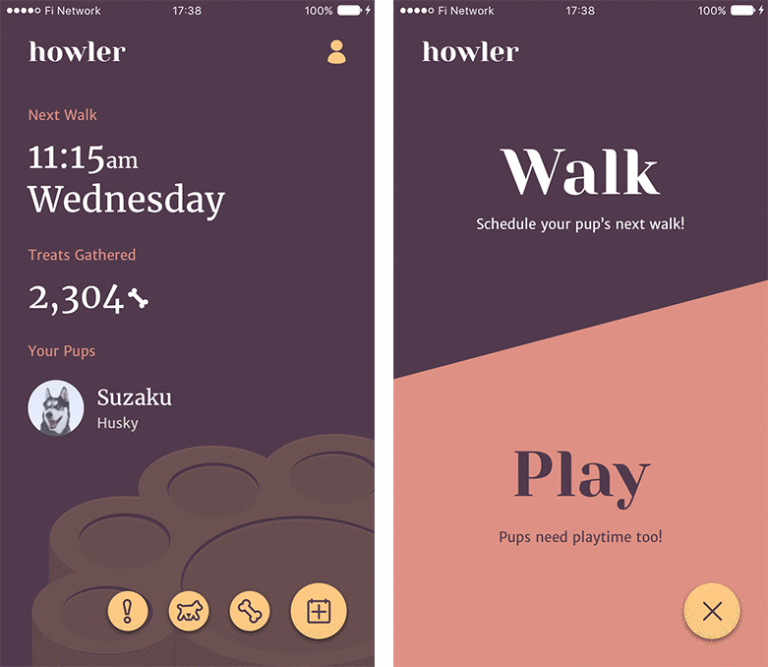 Fi Network 17:38 100%
howler
Next Walk
11:15am
Wednesday
Treats Gathered
2,304
Your Pups
Suzaku
Husky
Fi Network 17:38 100%
howler
Walk
Schedule your pup's next walk!
Play
Pups need playtime too!